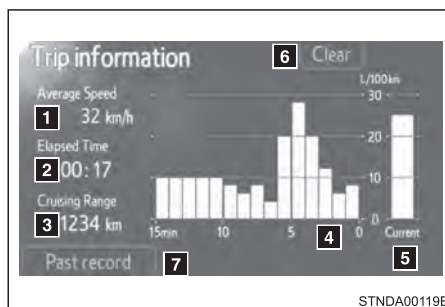 Trip information
6
Clear
L/100km
Average Speed
30
1
32 km/h
20
Elapsed Time
2
00:17
10
Cruising Range
3
1234 km
0
15min
10
5
4
0
Current
Past record
7
5
STNDA00119E